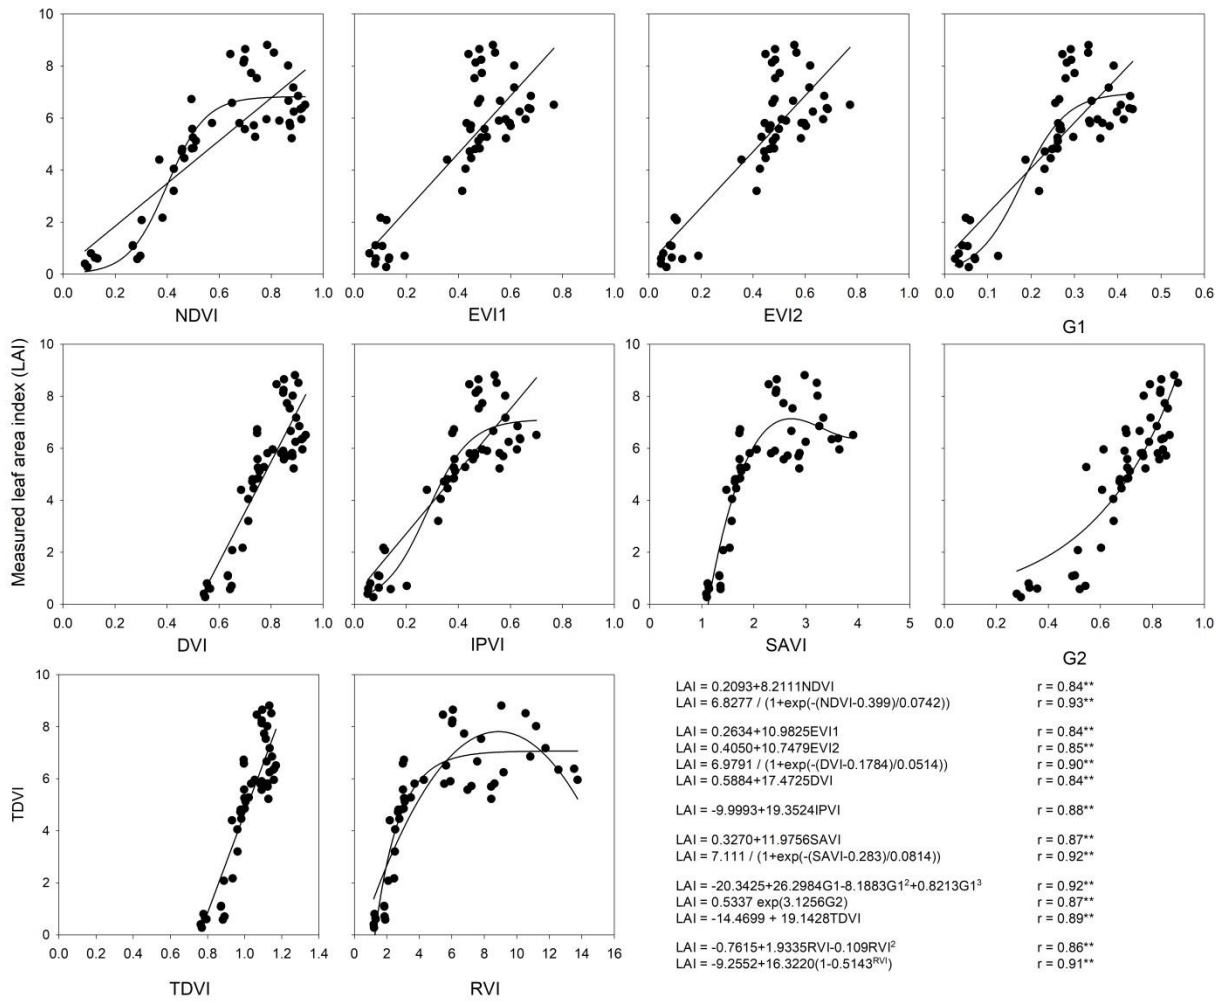 10
8
6
4
2
0
0.0 0.2 0.4 0.6 0.8 1.0
NDVI
0.0 0.2 0.4 0.6 0.8 1.0
EVI1
0.0 0.2 0.4 0.6 0.8 1.0
EVI2
0.0 0.1 0.2 0.3 0.4 0.5 0.6
G1
Measured leaf area index (LAI)
10
8
6
4
2
0
0.0 0.2 0.4 0.6 0.8 1.0
DVI
0.0 0.2 0.4 0.6 0.8 1.0
IPVI
0 1 2 3 4 5
SAVI
0.0 0.2 0.4 0.6 0.8 1.0
G2
TDVI
10
8
6
4
2
0
0.0 0.2 0.4 0.6 0.8 1.0 1.2 1.4
TDVI
0 2 4 6 8 10 12 14 16
RVI
LAI = 0.2093+8.2111NDVI r = 0.84**
LAI = 6.8277 / (1+exp(-(NDVI-0.399)/0.0742)) r = 0.93**
LAI = 0.2634+10.9825EVI1 r = 0.84**
LAI = 0.4050+10.7479EVI2 r = 0.85**
LAI = 6.9791 / (1+exp(-(DVI-0.1784)/0.0514)) r = 0.90**
LAI = 0.5884+17.4725DVI r = 0.84**
LAI = -9.9993+19.3524IPVI r = 0.88**
LAI = 0.3270+11.9756SAVI r = 0.87**
LAI = 7.111 / (1+exp(-(SAVI-0.283)/0.0814)) r = 0.92**
LAI = -20.3425+26.2984G1-8.1883G1²+0.8213G1³ r = 0.92**
LAI = 0.5337 exp(3.1256G2) r = 0.87**
LAI = -14.4699 + 19.1428TDVI r = 0.89**
LAI = -0.7615+1.9335RVI-0.109RVI² r = 0.86**
LAI = -9.2552+16.3220(1-0.5143^RVI) r = 0.91**